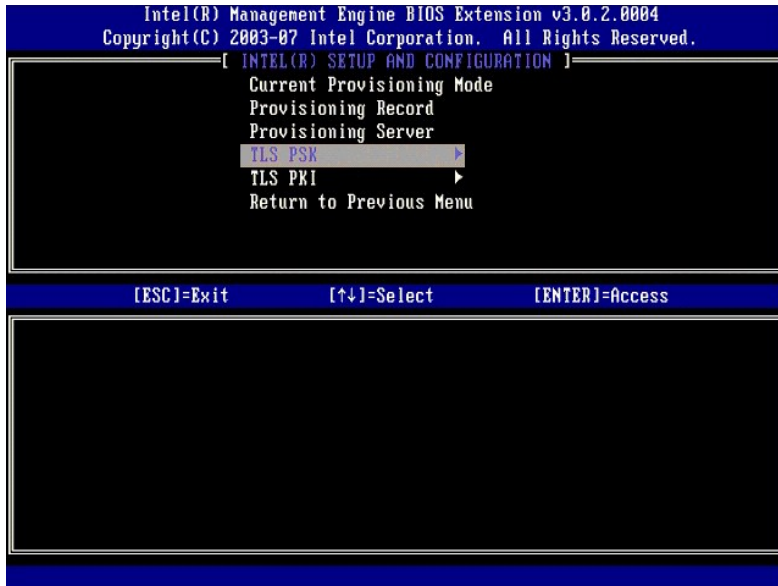 Intel(R) Management Engine BIOS Extension v3.0.2.0004
Copyright(C) 2003-07 Intel Corporation. All Rights Reserved.
[ INTEL(R) SETUP AND CONFIGURATION ]
Current Provisioning Mode
Provisioning Record
Provisioning Server
TLS PSK ►
TLS PKI ►
Return to Previous Menu
[ESC]=Exit [↑↓]=Select [ENTER]=Access